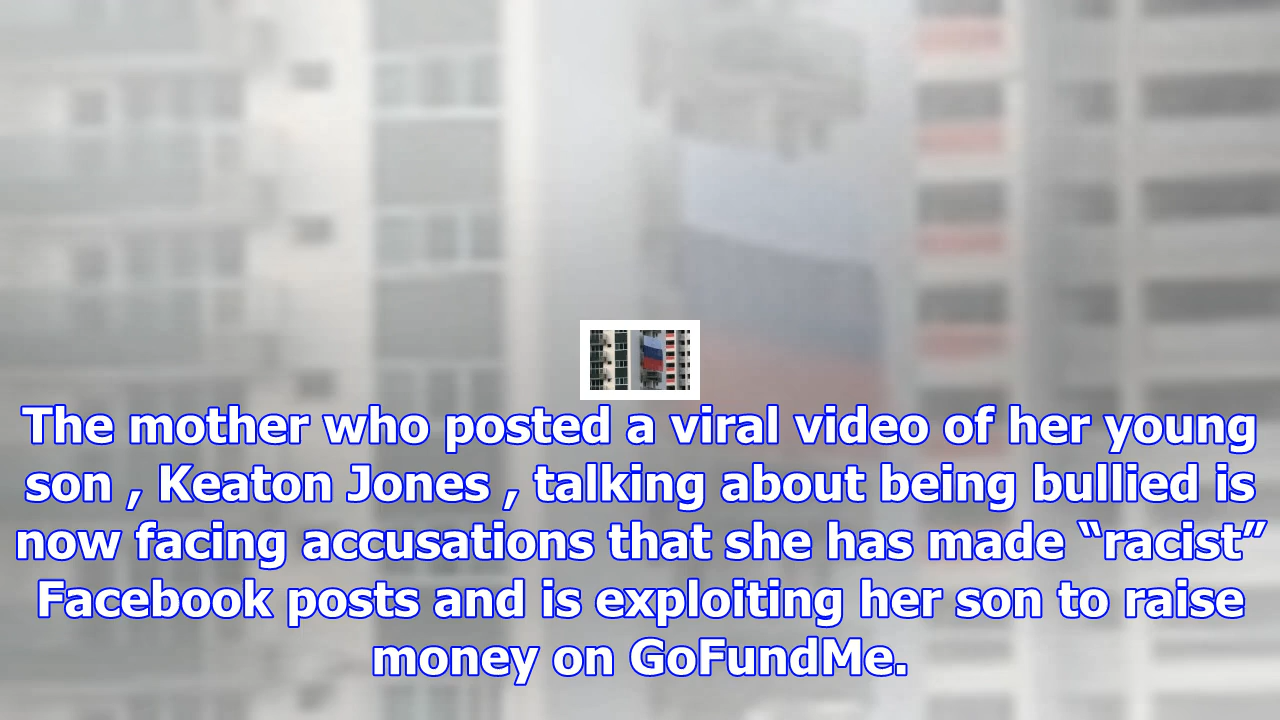 The mother who posted a viral video of her young
son , Keaton Jones , talking about being bullied is
now facing accusations that she has made “racist”
Facebook posts and is exploiting her son to raise
money on GoFundMe.